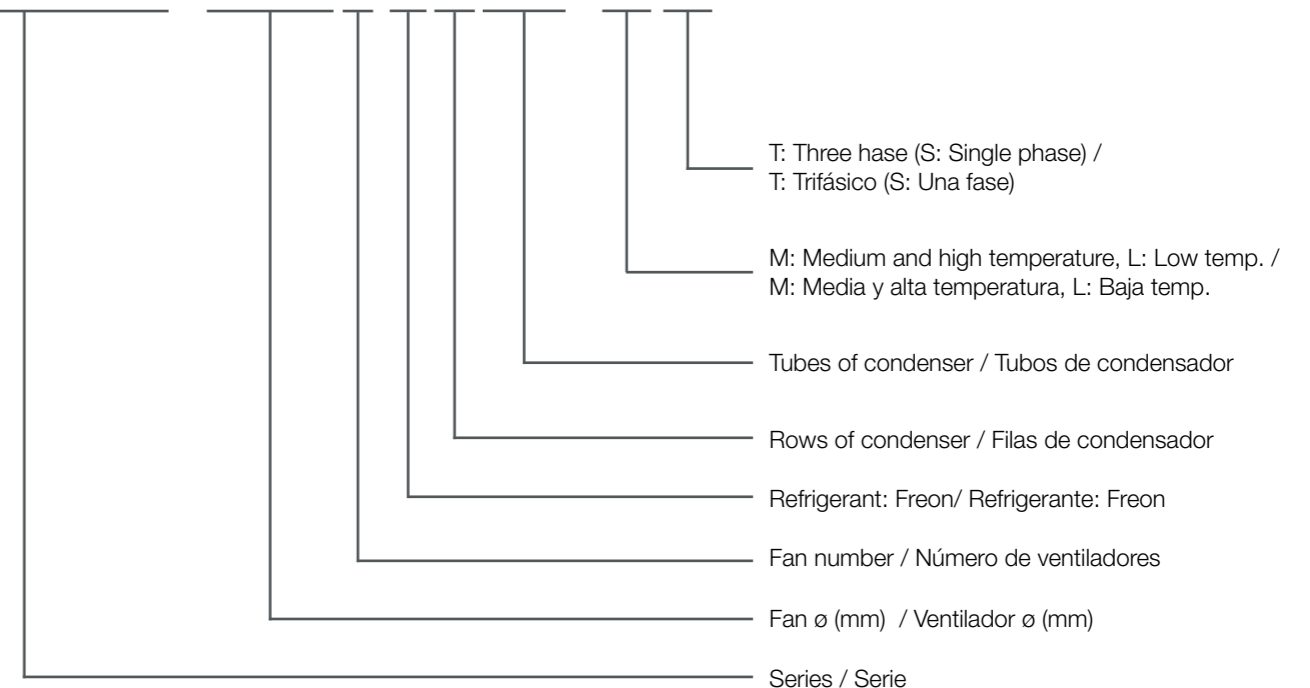 T: Three hase (S: Single phase) /
T: Trifásico (S: Una fase)
M: Medium and high temperature, L: Low temp. /
M: Media y alta temperatura, L: Baja temp.
Tubes of condenser / Tubos de condensador
Rows of condenser / Filas de condensador
Refrigerant: Freon/ Refrigerante: Freon
Fan number / Número de ventiladores
Fan ø (mm)  / Ventilador ø (mm)
Series / Serie